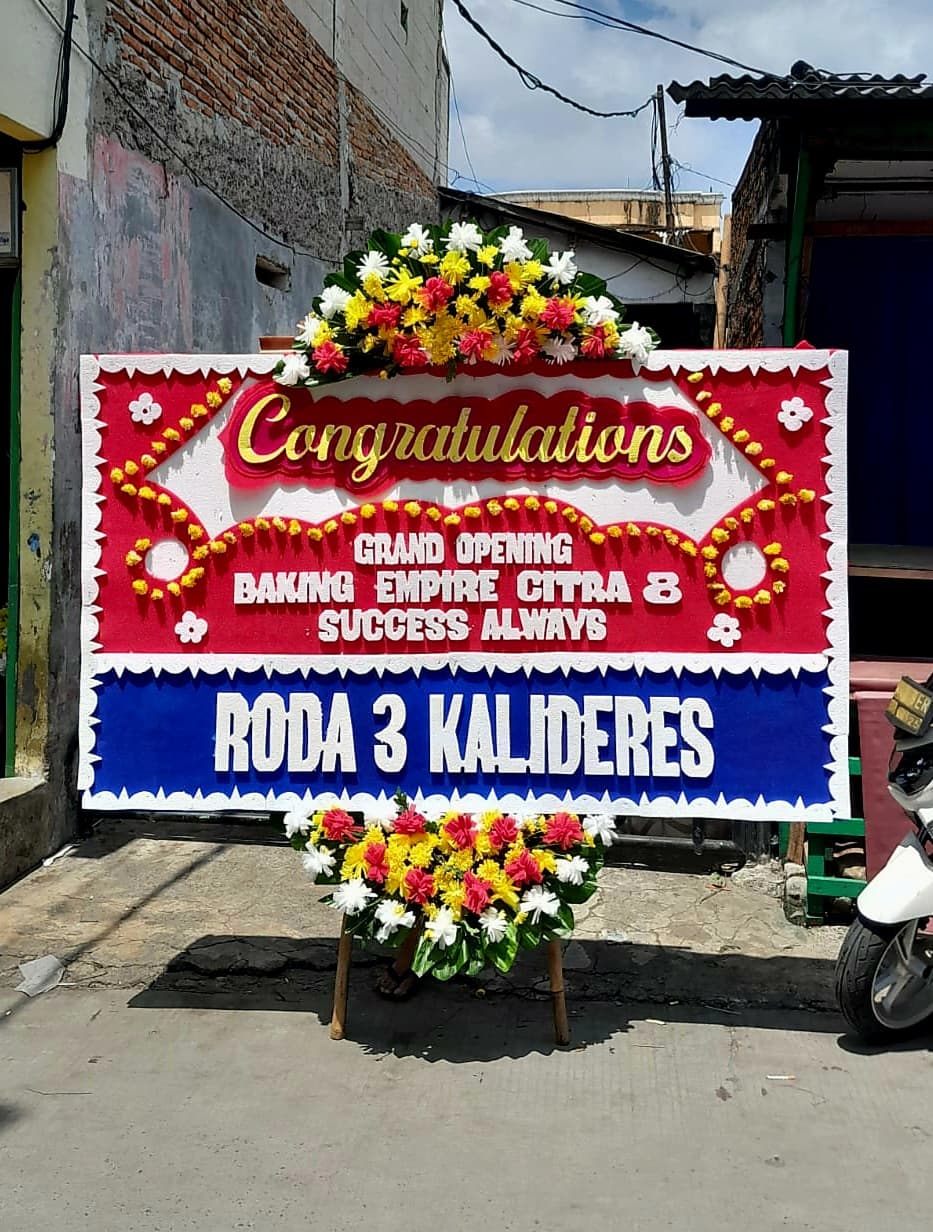 Congratulations
GRAND OPENING
BAKING EMPIRE CITRA 8
SUCCESS ALWAYS
RODA 3 KALIDERES